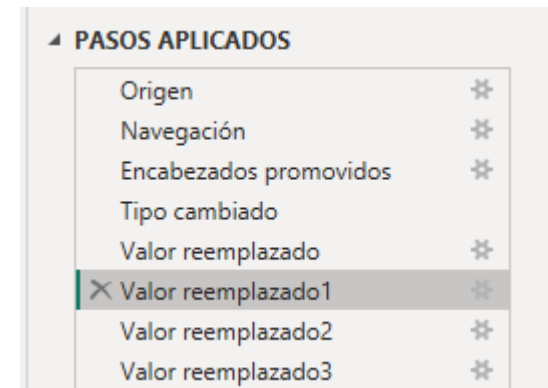 PASOS APLICADOS
Origen
Navegación
Encabezados promovidos
Tipo cambiado
Valor reemplazado
Valor reemplazado1
Valor reemplazado2
Valor reemplazado3